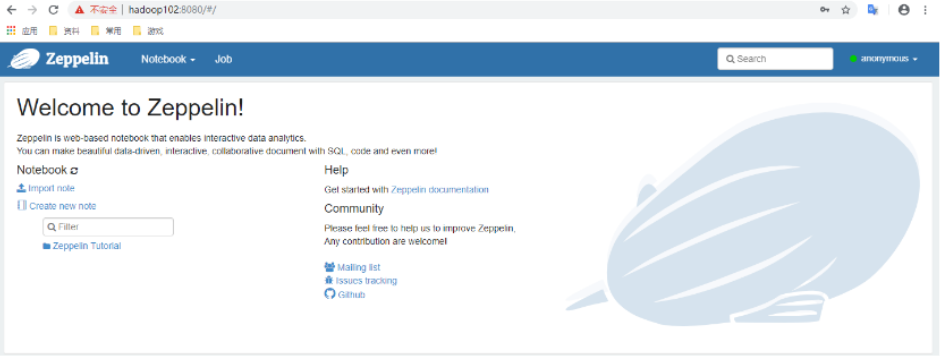 不安全 | hadoop102:8080/#/
应用 资料 常用 游戏
Zeppelin Notebook Job Search anonymous
Welcome to Zeppelin!
Zeppelin is web-based notebook that enables interactive data analytics.
You can make beautiful data-driven, interactive, collaborative document with SQL, code and even more!
Notebook
Import note
Create new note
Filter
Zeppelin Tutorial
Help
Get started with Zeppelin documentation
Community
Please feel free to help us to improve Zeppelin,
Any contribution are welcome!
Mailing list
Issues tracking
Github